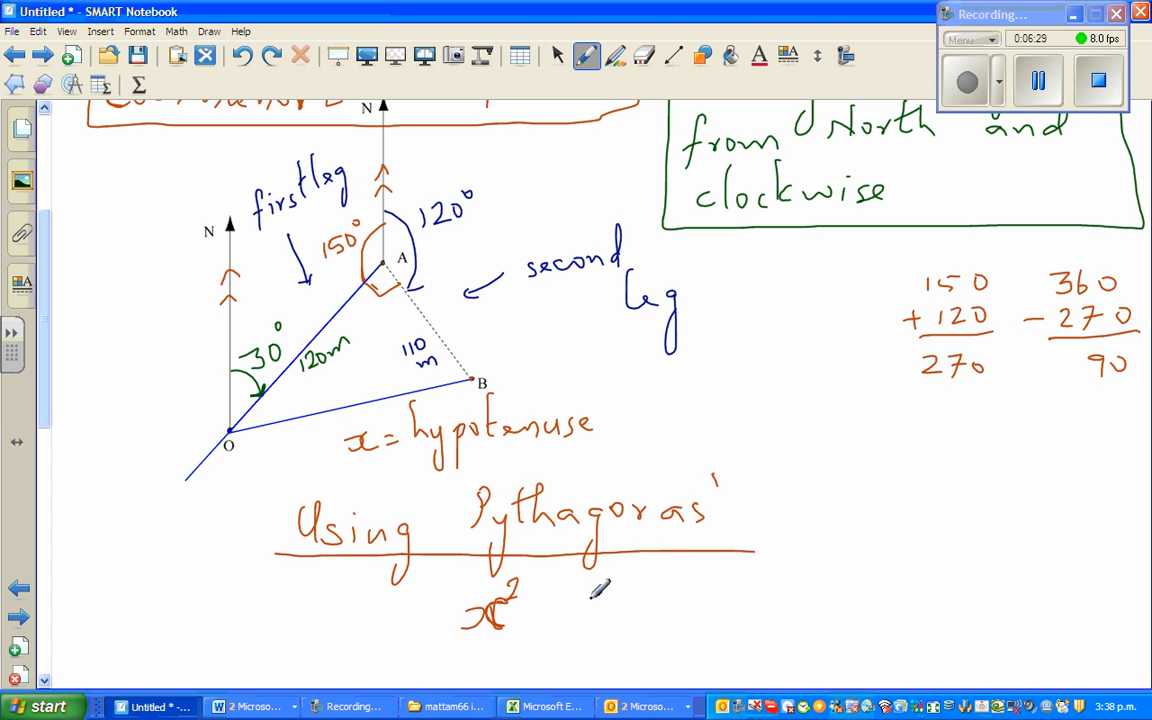 Untitled * - SMART Notebook
Recording...
File Edit View Insert Format Math Draw Help
Menu
0:06:29
8.0 fps
N
from North and
clockwise
first leg
120°
150°
A
N
second
leg
30°
120m
110
m
B
O
x = hypotenuse
150
+ 120
270
360
- 270
90
Using Pythagoras'
x²
start
Untitled * -...
2 Microso...
Recording...
mattam66 i...
Microsoft E...
2 Microso...
3:38 p.m.